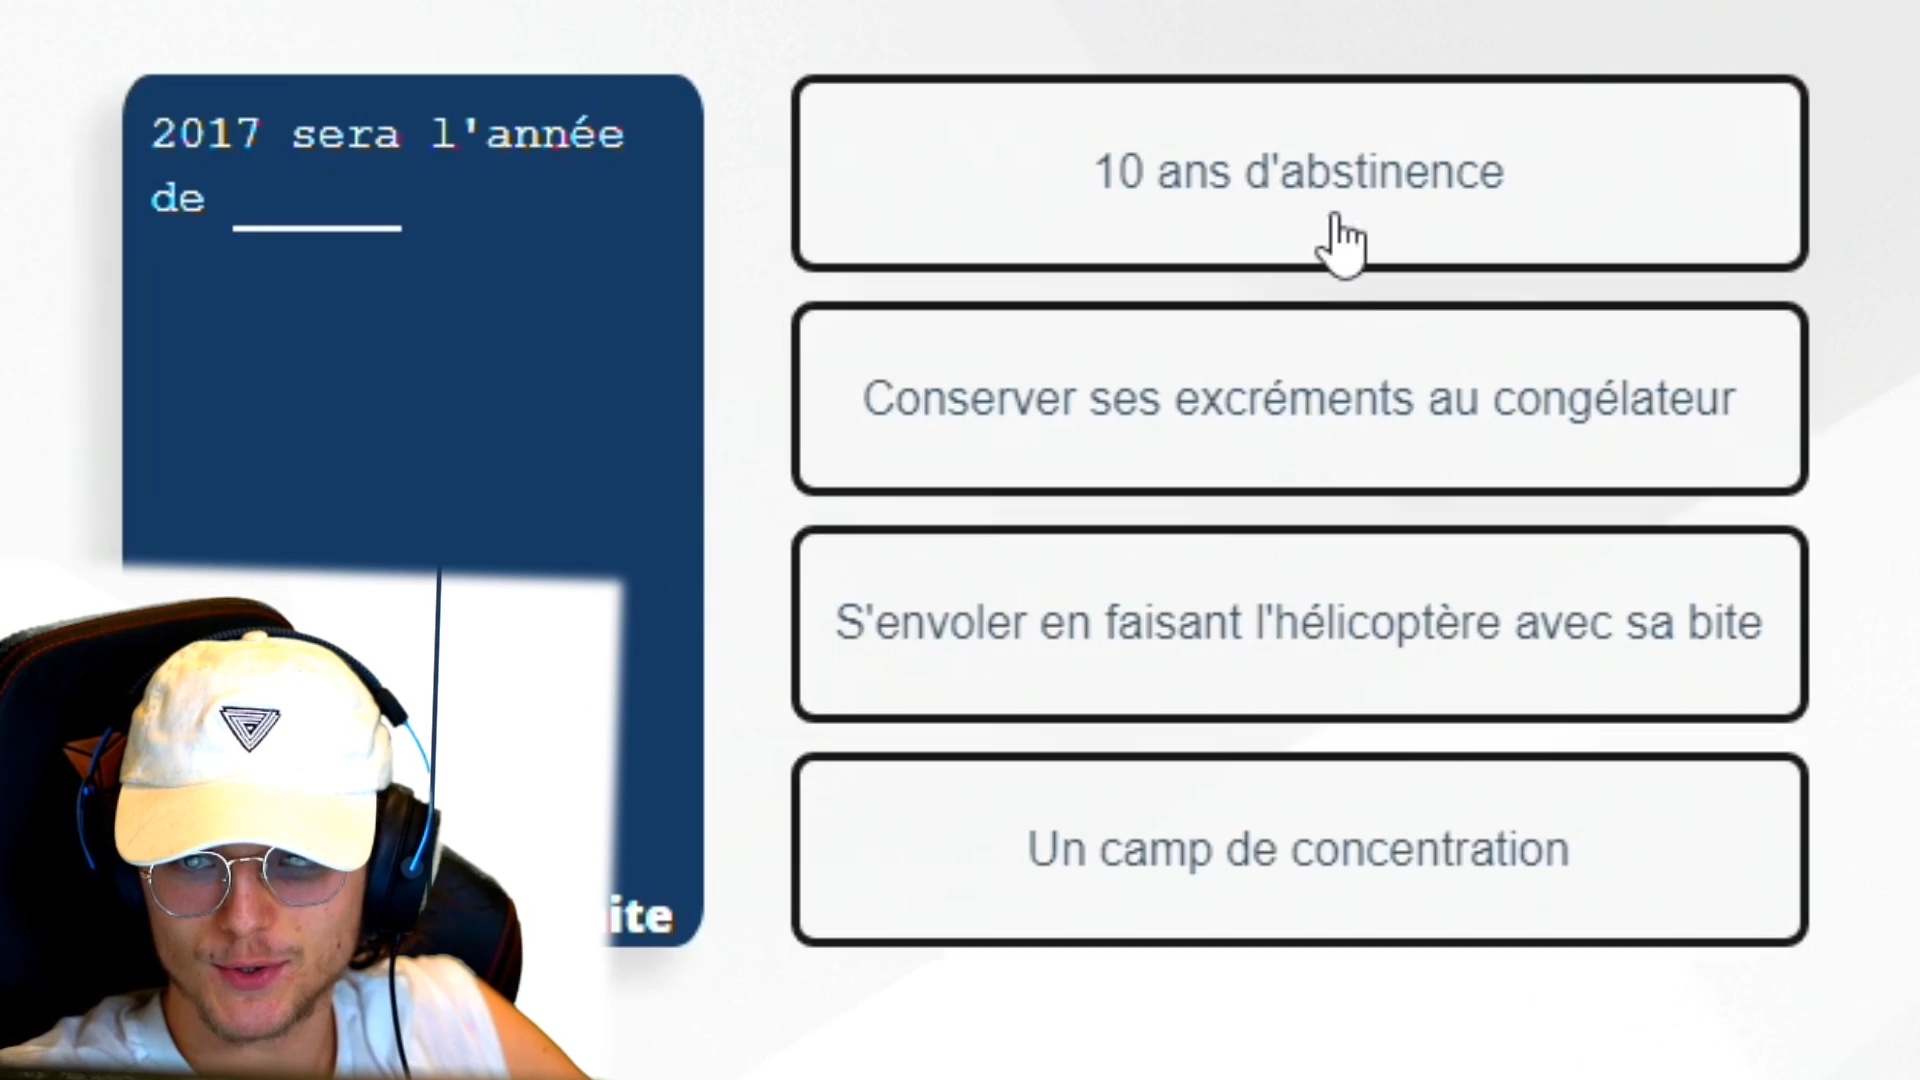 2017 sera l'année
de
10 ans d'abstinence
Conserver ses excréments au congélateur
S'envoler en faisant l'hélicoptère avec sa bite
Un camp de concentration
ite